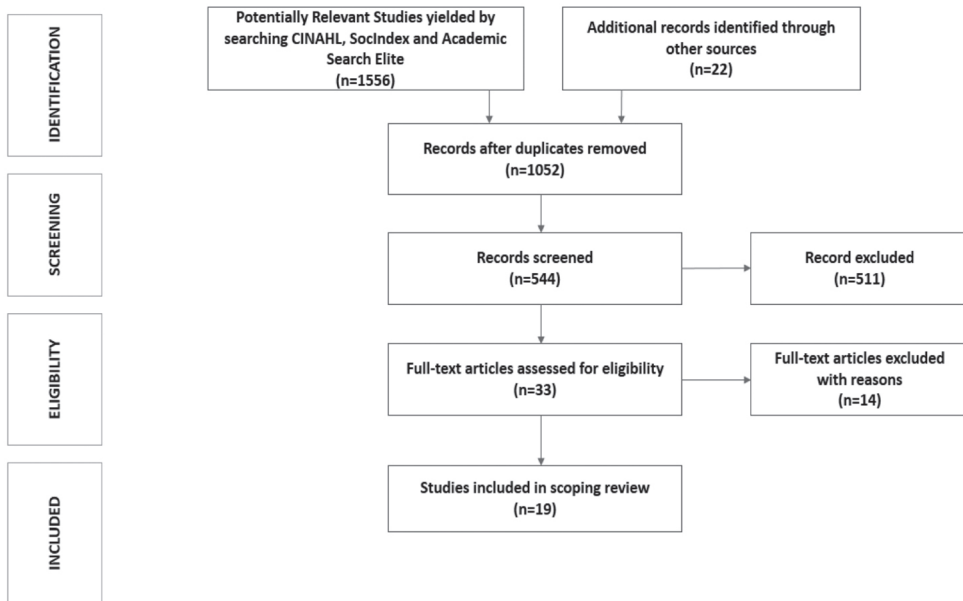 IDENTIFICATION
Potentially Relevant Studies yielded by
searching CINAHL, SocIndex and Academic
Search Elite
(n=1556)
Additional records identified through
other sources
(n=22)
Records after duplicates removed
(n=1052)
SCREENING
Records screened
(n=544)
Record excluded
(n=511)
ELIGIBILITY
Full-text articles assessed for eligibility
(n=33)
Full-text articles excluded
with reasons
(n=14)
INCLUDED
Studies included in scoping review
(n=19)